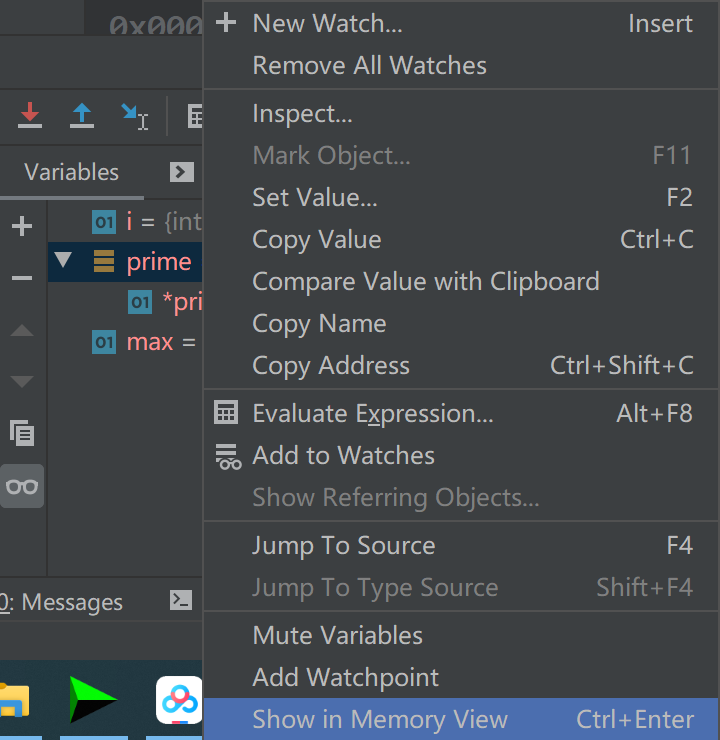 0x000
New Watch... Insert
Remove All Watches
Inspect...
Mark Object... F11
Variables
Set Value... F2
01 i = {int
Copy Value Ctrl+C
prime
Compare Value with Clipboard
01 *pri
Copy Name
01 max =
Copy Address Ctrl+Shift+C
Evaluate Expression... Alt+F8
Add to Watches
Show Referring Objects...
Jump To Source F4
Jump To Type Source Shift+F4
0: Messages
Mute Variables
Add Watchpoint
Show in Memory View Ctrl+Enter